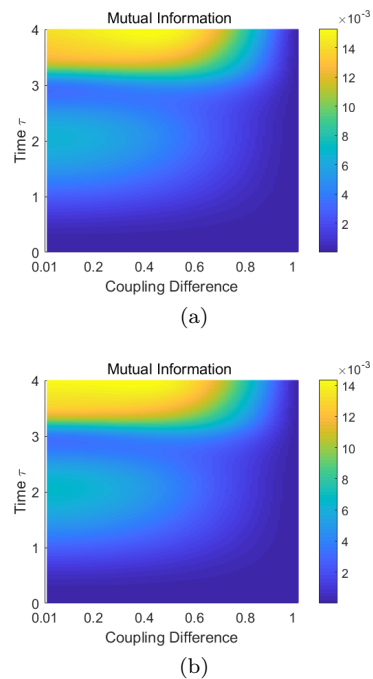 Mutual Information
×10⁻³
4
3
2
1
0
Time τ
14
12
10
8
6
4
2
0.01 0.2 0.4 0.6 0.8 1
Coupling Difference
(a)
Mutual Information
×10⁻³
4
3
2
1
0
Time τ
14
12
10
8
6
4
2
0.01 0.2 0.4 0.6 0.8 1
Coupling Difference
(b)